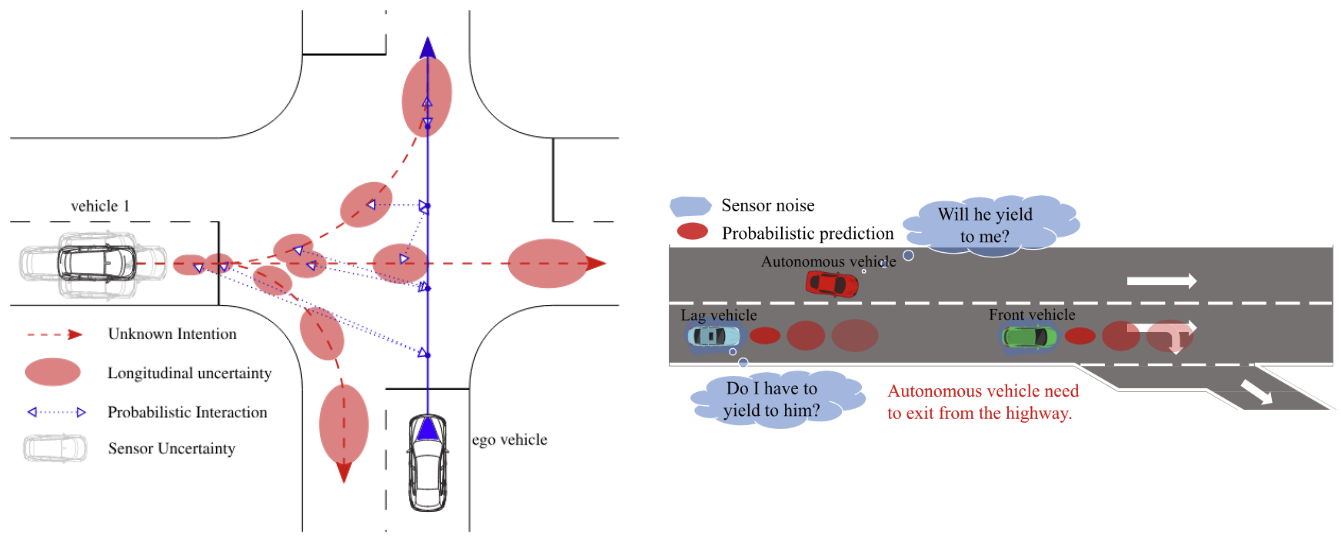 vehicle 1
Unknown Intention
Longitudinal uncertainty
Probabilistic Interaction
Sensor Uncertainty
ego vehicle
Sensor noise
Probabilistic prediction
Will he yield
to me?
Autonomous vehicle
Lag vehicle
Front vehicle
Do I have to
yield to him?
Autonomous vehicle need
to exit from the highway.